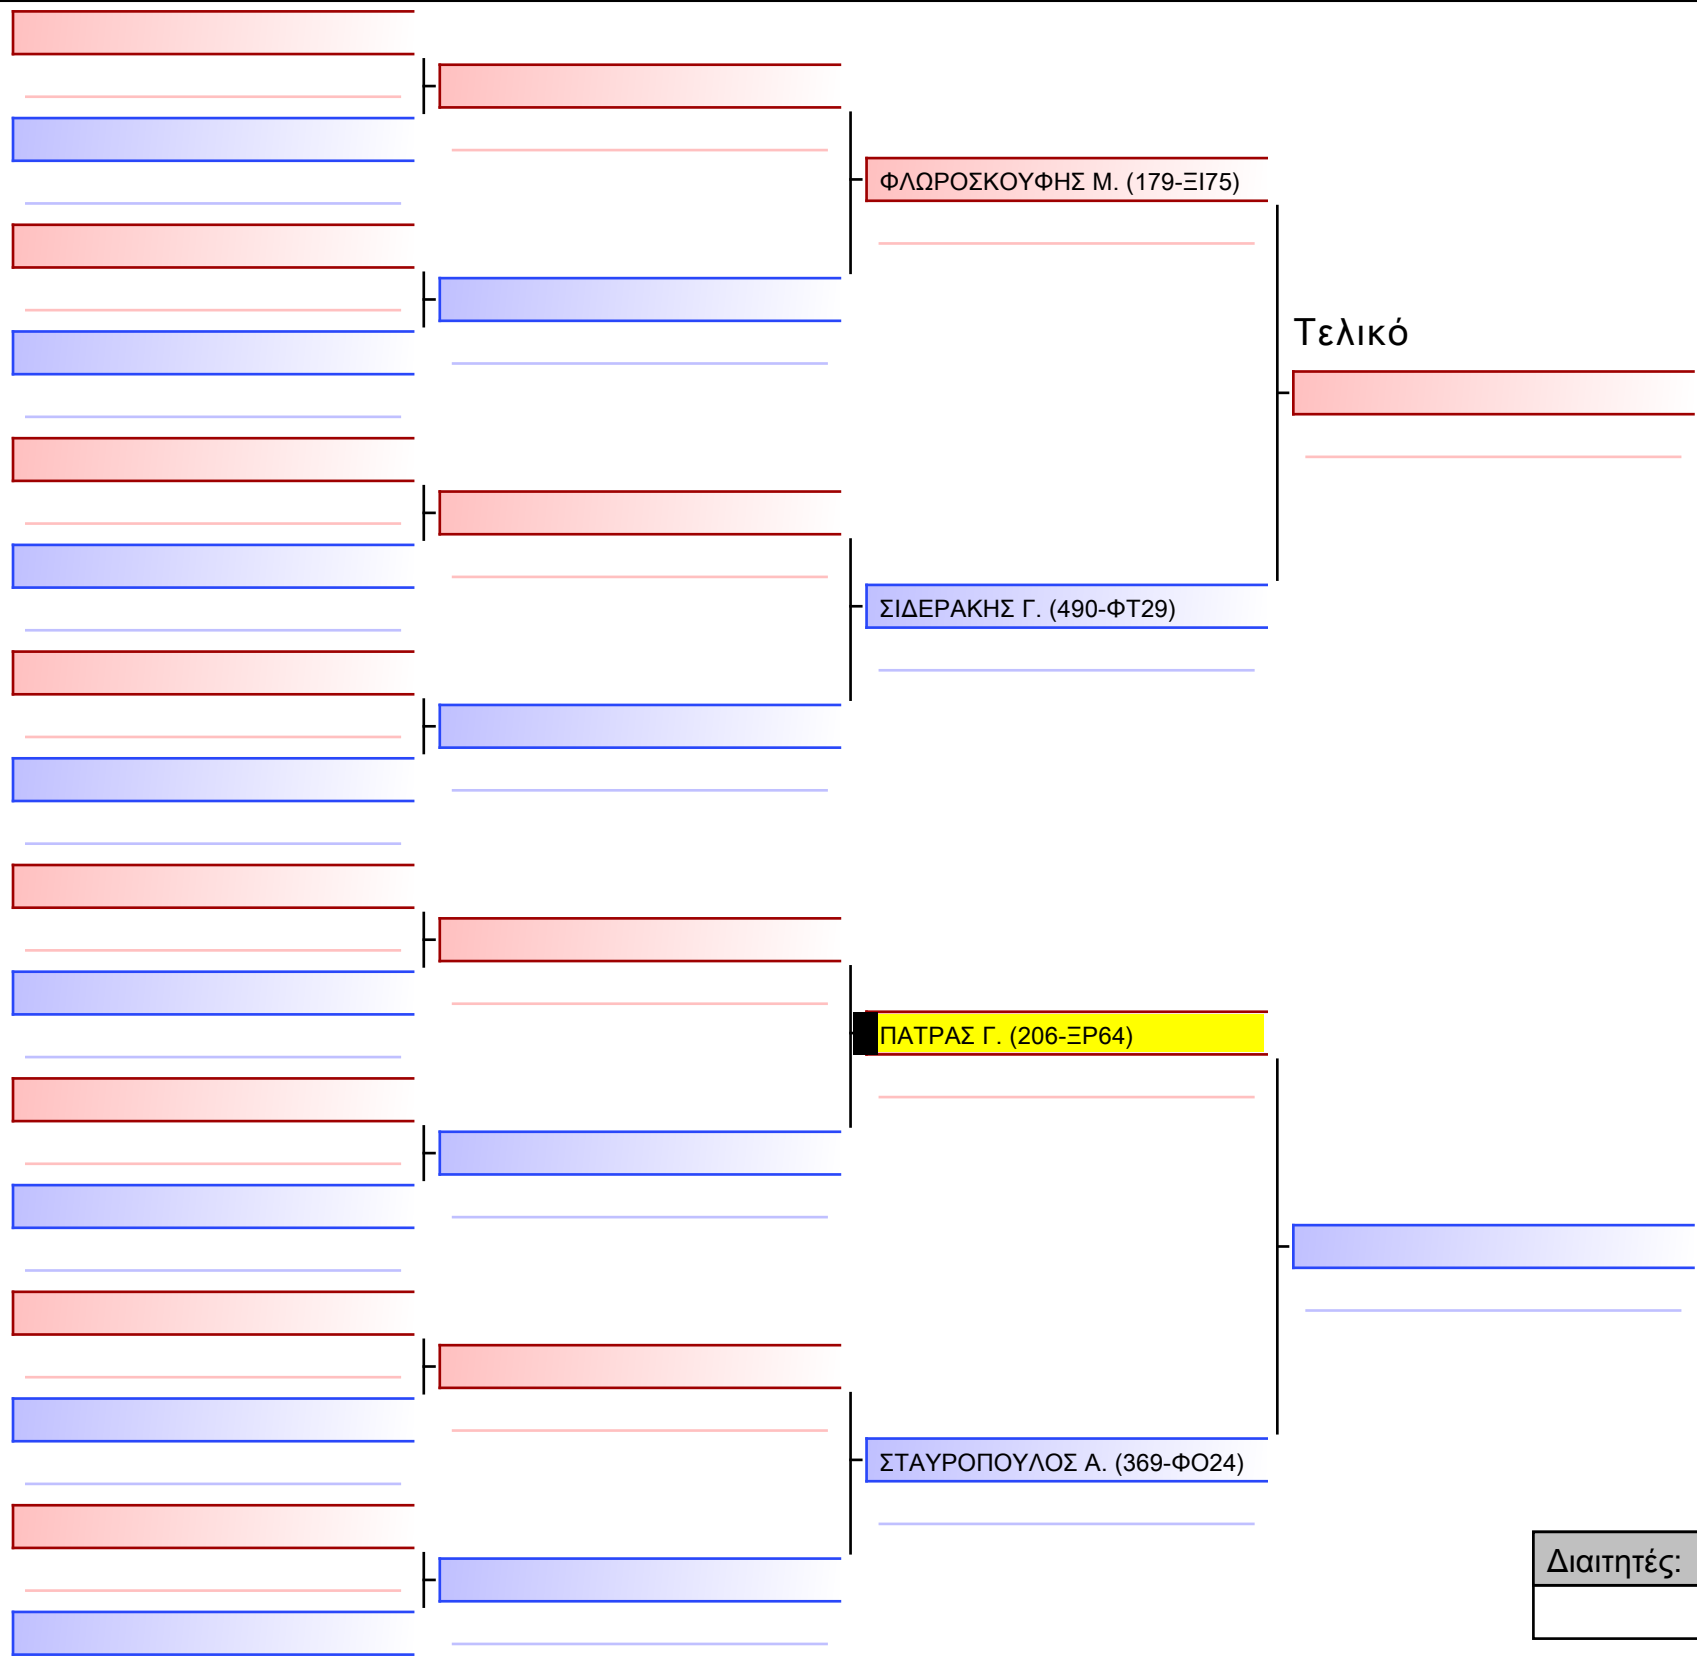 ΦΛΩΡΟΣΚΟΥΦΗΣ Μ. (179-ΞΙ75)
Τελικό
ΣΙΔΕΡΑΚΗΣ Γ. (490-ΦΤ29)
ΠΑΤΡΑΣ Γ. (206-ΞΡ64)
ΣΤΑΥΡΟΠΟΥΛΟΣ Α. (369-ΦΟ24)
Διαιτητές: